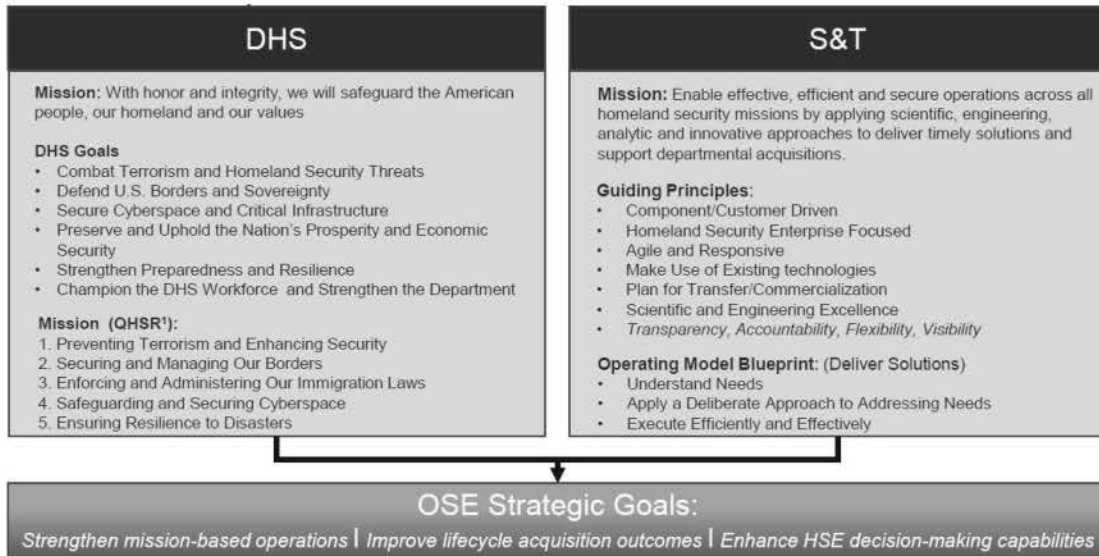 DHS
Mission: With honor and integrity, we will safeguard the American
people, our homeland and our values
DHS Goals
• Combat Terrorism and Homeland Security Threats
• Defend U.S. Borders and Sovereignty
• Secure Cyberspace and Critical Infrastructure
• Preserve and Uphold the Nation's Prosperity and Economic
Security
• Strengthen Preparedness and Resilience
• Champion the DHS Workforce and Strengthen the Department
Mission (QHSR¹):
1. Preventing Terrorism and Enhancing Security
2. Securing and Managing Our Borders
3. Enforcing and Administering Our Immigration Laws
4. Safeguarding and Securing Cyberspace
5. Ensuring Resilience to Disasters
S&T
Mission: Enable effective, efficient and secure operations across all
homeland security missions by applying scientific, engineering,
analytic and innovative approaches to deliver timely solutions and
support departmental acquisitions.
Guiding Principles:
• Component/Customer Driven
• Homeland Security Enterprise Focused
• Agile and Responsive
• Make Use of Existing technologies
• Plan for Transfer/Commercialization
• Scientific and Engineering Excellence
• Transparency, Accountability, Flexibility, Visibility
Operating Model Blueprint: (Deliver Solutions)
• Understand Needs
• Apply a Deliberate Approach to Addressing Needs
• Execute Efficiently and Effectively
OSE Strategic Goals:
Strengthen mission-based operations | Improve lifecycle acquisition outcomes | Enhance HSE decision-making capabilities